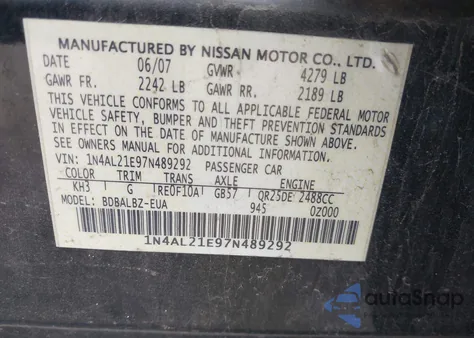 MANUFACTURED BY NISSAN MOTOR CO., LTD.
DATE 06/07 GVWR 4279 LB
GAWR FR. 2242 LB GAWR RR. 2189 LB
THIS VEHICLE CONFORMS TO ALL APPLICABLE FEDERAL MOTOR
VEHICLE SAFETY, BUMPER AND THEFT PREVENTION STANDARDS
IN EFFECT ON THE DATE OF MANUFACTURE SHOWN ABOVE.
SEE OWNERS MANUAL FOR ADDITIONAL INFORMATION.
VIN: 1N4AL21E97N489292 PASSENGER CAR
COLOR TRIM TRANS AXLE ENGINE
KH3 G RE0F10A GB57 QR25DE 2488CC
MODEL: BDBALBZ-EUA 945 0Z000
1N4AL21E97N489292
autoSnap